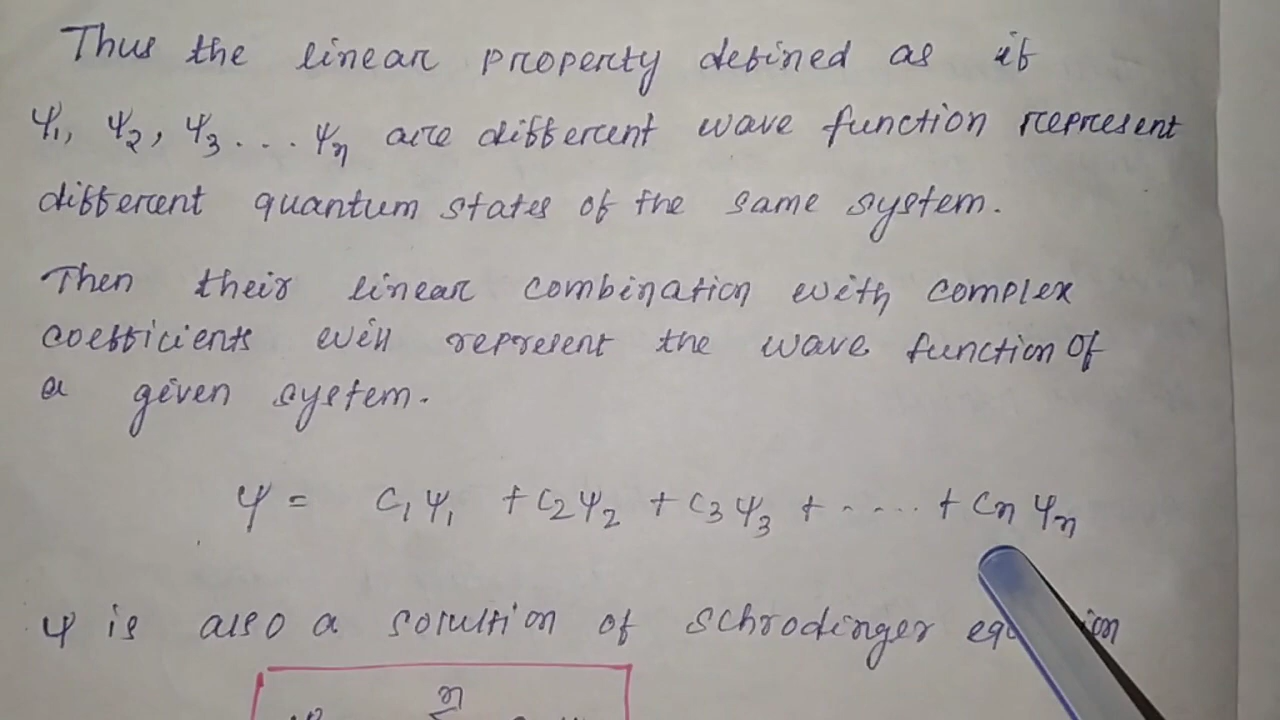 Thus the linear property defined as if
ψ₁, ψ₂, ψ₃ . . . ψn are different wave function represent
different quantum states of the same system.
Then their linear combination with complex
coefficients will represent the wave function of
a given system.
ψ = C₁ψ₁ + C₂ψ₂ + C₃ψ₃ + ..... + Cn ψn
ψ is also a solution of schrodinger
n